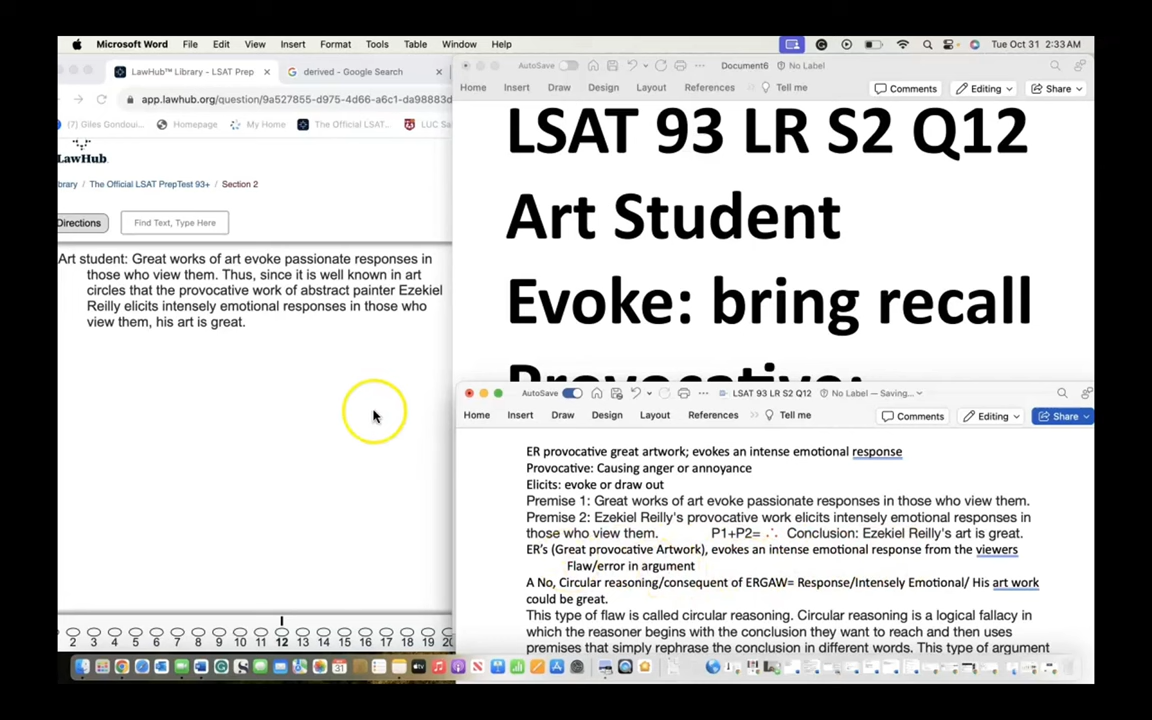 Microsoft Word File Edit View Insert Format Tools Table Window Help Tue Oct 31 2:33 AM
LawHub™ Library - LSAT Prep × derived - Google Search ×
app.lawhub.org/question/9a527855-d975-4d66-a6c1-da98883d
(7) Giles Gondoui... Homepage My Home The Official LSAT... LUC Sa
LawHub
brary / The Official LSAT PrepTest 93+ / Section 2
Directions Find Text, Type Here
Art student: Great works of art evoke passionate responses in
those who view them. Thus, since it is well known in art
circles that the provocative work of abstract painter Ezekiel
Reilly elicits intensely emotional responses in those who
view them, his art is great.
2 3 4 5 6 7 8 9 10 11 12 13 14 15 16 17 18 19 20
AutoSave Document6 No Label
Home Insert Draw Design Layout References >> Tell me Comments Editing Share
LSAT 93 LR S2 Q12
Art Student
Evoke: bring recall
Provocative:
AutoSave LSAT 93 LR S2 Q12 No Label — Saving...
Home Insert Draw Design Layout References >> Tell me Comments Editing Share
ER provocative great artwork; evokes an intense emotional response
Provocative: Causing anger or annoyance
Elicits: evoke or draw out
Premise 1: Great works of art evoke passionate responses in those who view them.
Premise 2: Ezekiel Reilly's provocative work elicits intensely emotional responses in
those who view them. P1+P2= ∴ Conclusion: Ezekiel Reilly's art is great.
ER's (Great provocative Artwork), evokes an intense emotional response from the viewers
Flaw/error in argument
A No, Circular reasoning/consequent of ERGAW= Response/Intensely Emotional/ His art work
could be great.
This type of flaw is called circular reasoning. Circular reasoning is a logical fallacy in
which the reasoner begins with the conclusion they want to reach and then uses
premises that simply rephrase the conclusion in different words. This type of argument